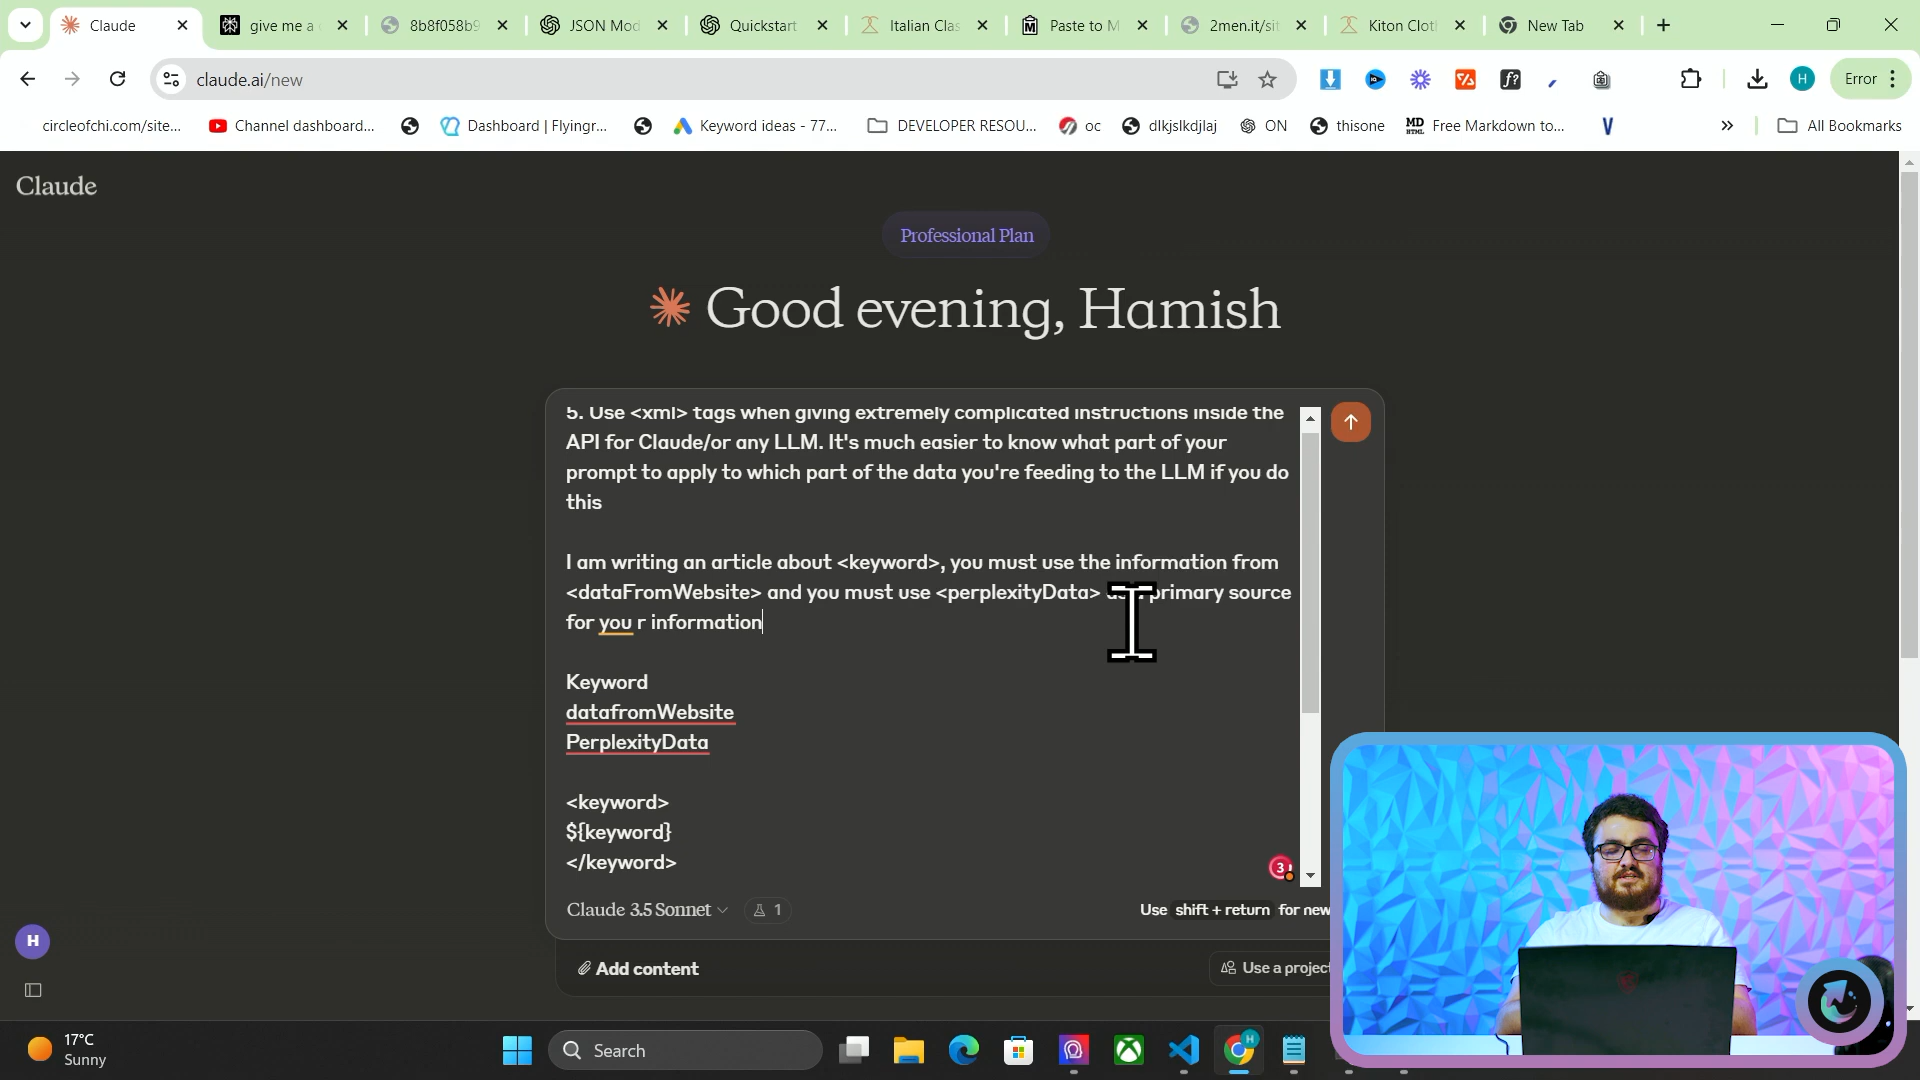 Claude
give me a
8b8f058b9
JSON Mod
Quickstart
Italian Clas
Paste to M
2men.it/sit
Kiton Cloth
New Tab
claude.ai/new
H
Error
circleofchi.com/site...
Channel dashboard...
Dashboard | Flyingr...
Keyword ideas - 77...
DEVELOPER RESOU...
oc
dlkjslkdjlaj
ON
thisone
MD HTML
Free Markdown to...
V
All Bookmarks
Claude
Professional Plan
Good evening, Hamish
5. Use <xml> tags when giving extremely complicated instructions inside the
API for Claude/or any LLM. It's much easier to know what part of your
prompt to apply to which part of the data you're feeding to the LLM if you do
this
I am writing an article about <keyword>, you must use the information from
<dataFromWebsite> and you must use <perplexityData> primary source
for you r information
Keyword
datafromWebsite
PerplexityData
<keyword>
${keyword}
</keyword>
3
Claude 3.5 Sonnet
1
Use shift + return for new
Add content
Use a project
H
17°C
Sunny
Search
H